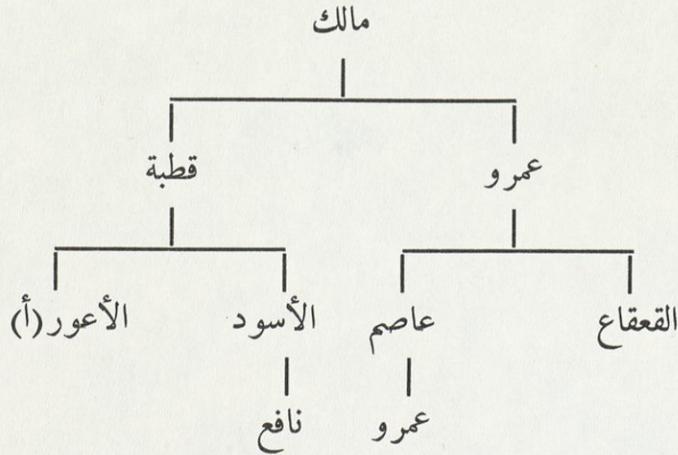 مالك
عمرو قطبة
القعقاع عاصم الأسود الأعور (أ)
عمرو نافع